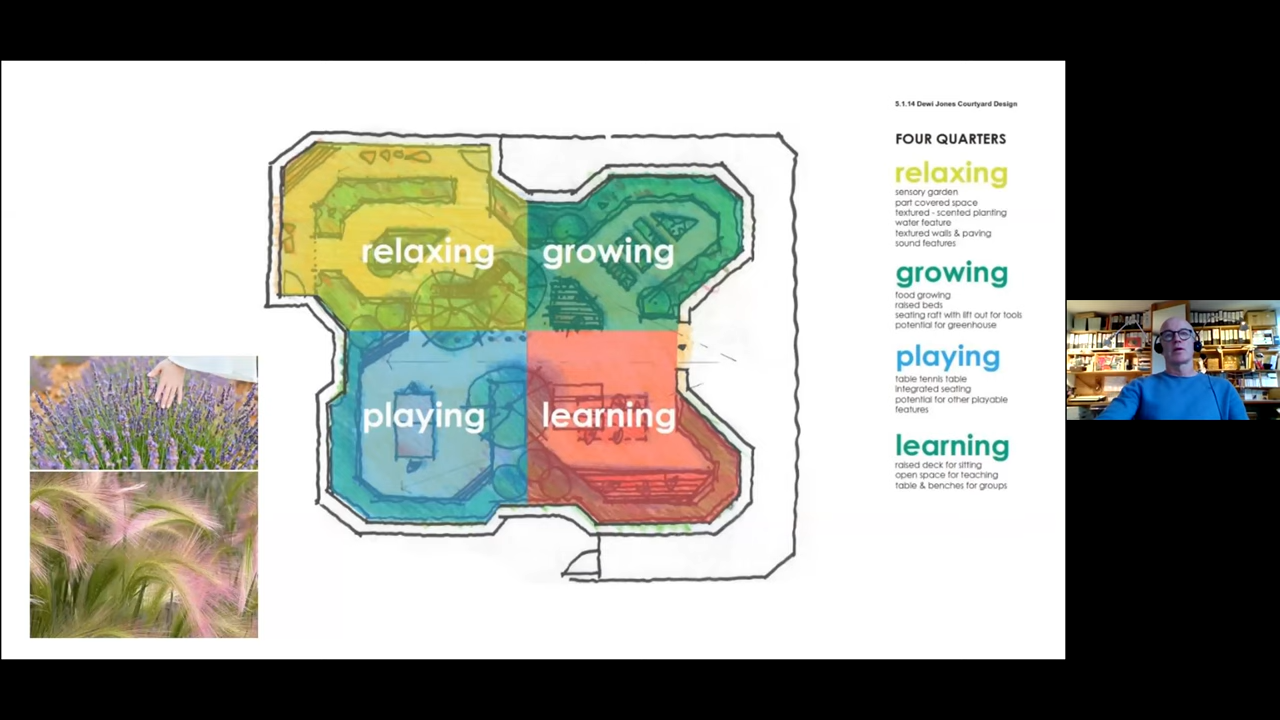 5.1.14 Dewi Jones Courtyard Design
FOUR QUARTERS
relaxing
sensory garden
part covered space
textured - scented planting
water feature
textured walls & paving
sound features
growing
food growing
raised beds
seating raft with lift out for tools
potential for greenhouse
playing
table tennis table
integrated seating
potential for other playable
features
learning
raised deck for sitting
open space for teaching
table & benches for groups
relaxing
growing
playing
learning